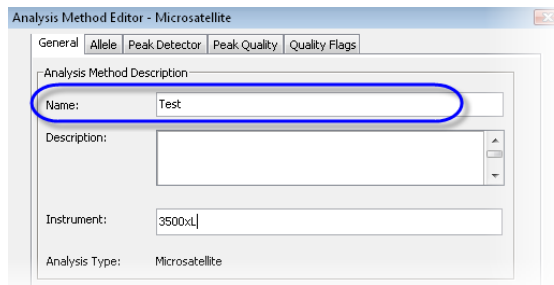 Analysis Method Editor - Microsatellite
General Allele Peak Detector Peak Quality Quality Flags
Analysis Method Description
Name: Test
Description:
Instrument: 3500xL
Analysis Type: Microsatellite